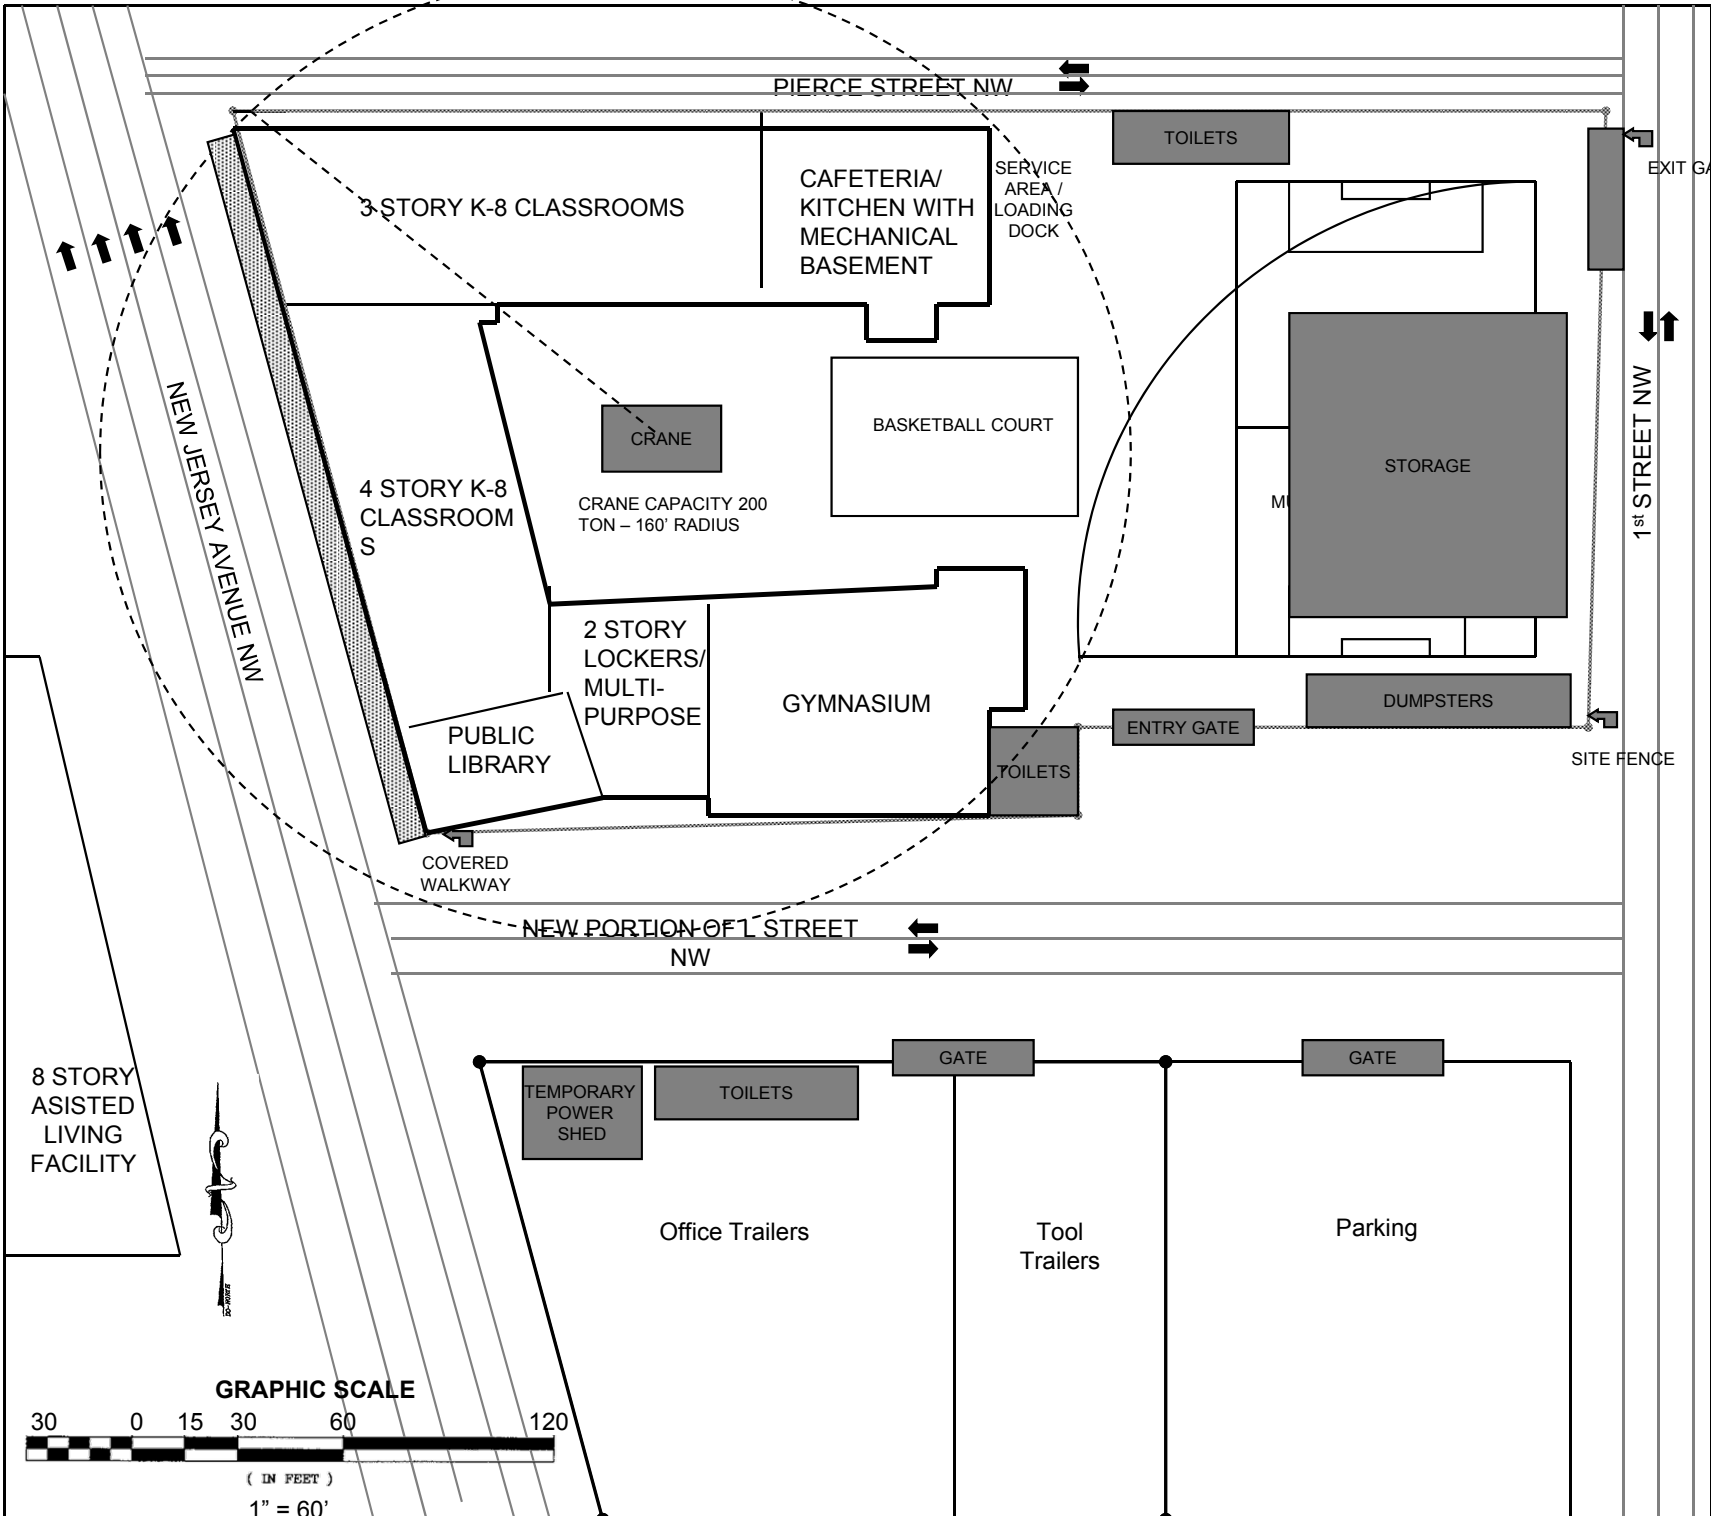 PIERCE STREET NW
TOILETS
EXIT GA
3 STORY K-8 CLASSROOMS
CAFETERIA/
KITCHEN WITH
MECHANICAL
BASEMENT
SERVICE
AREA /
LOADING
DOCK
NEW JERSEY AVENUE NW
CRANE
CRANE CAPACITY 200
TON – 160’ RADIUS
BASKETBALL COURT
STORAGE
MU
1st STREET NW
4 STORY K-8
CLASSROOM
S
2 STORY
LOCKERS/
MULTI-
PURPOSE
GYMNASIUM
PUBLIC
LIBRARY
TOILETS
ENTRY GATE
DUMPSTERS
SITE FENCE
COVERED
WALKWAY
NEW PORTION OF L STREET
NW
8 STORY
ASISTED
LIVING
FACILITY
TEMPORARY
POWER
SHED
TOILETS
GATE
GATE
Office Trailers
Tool
Trailers
Parking
GRAPHIC SCALE
30 0 15 30 60 120
( IN FEET )
1” = 60’